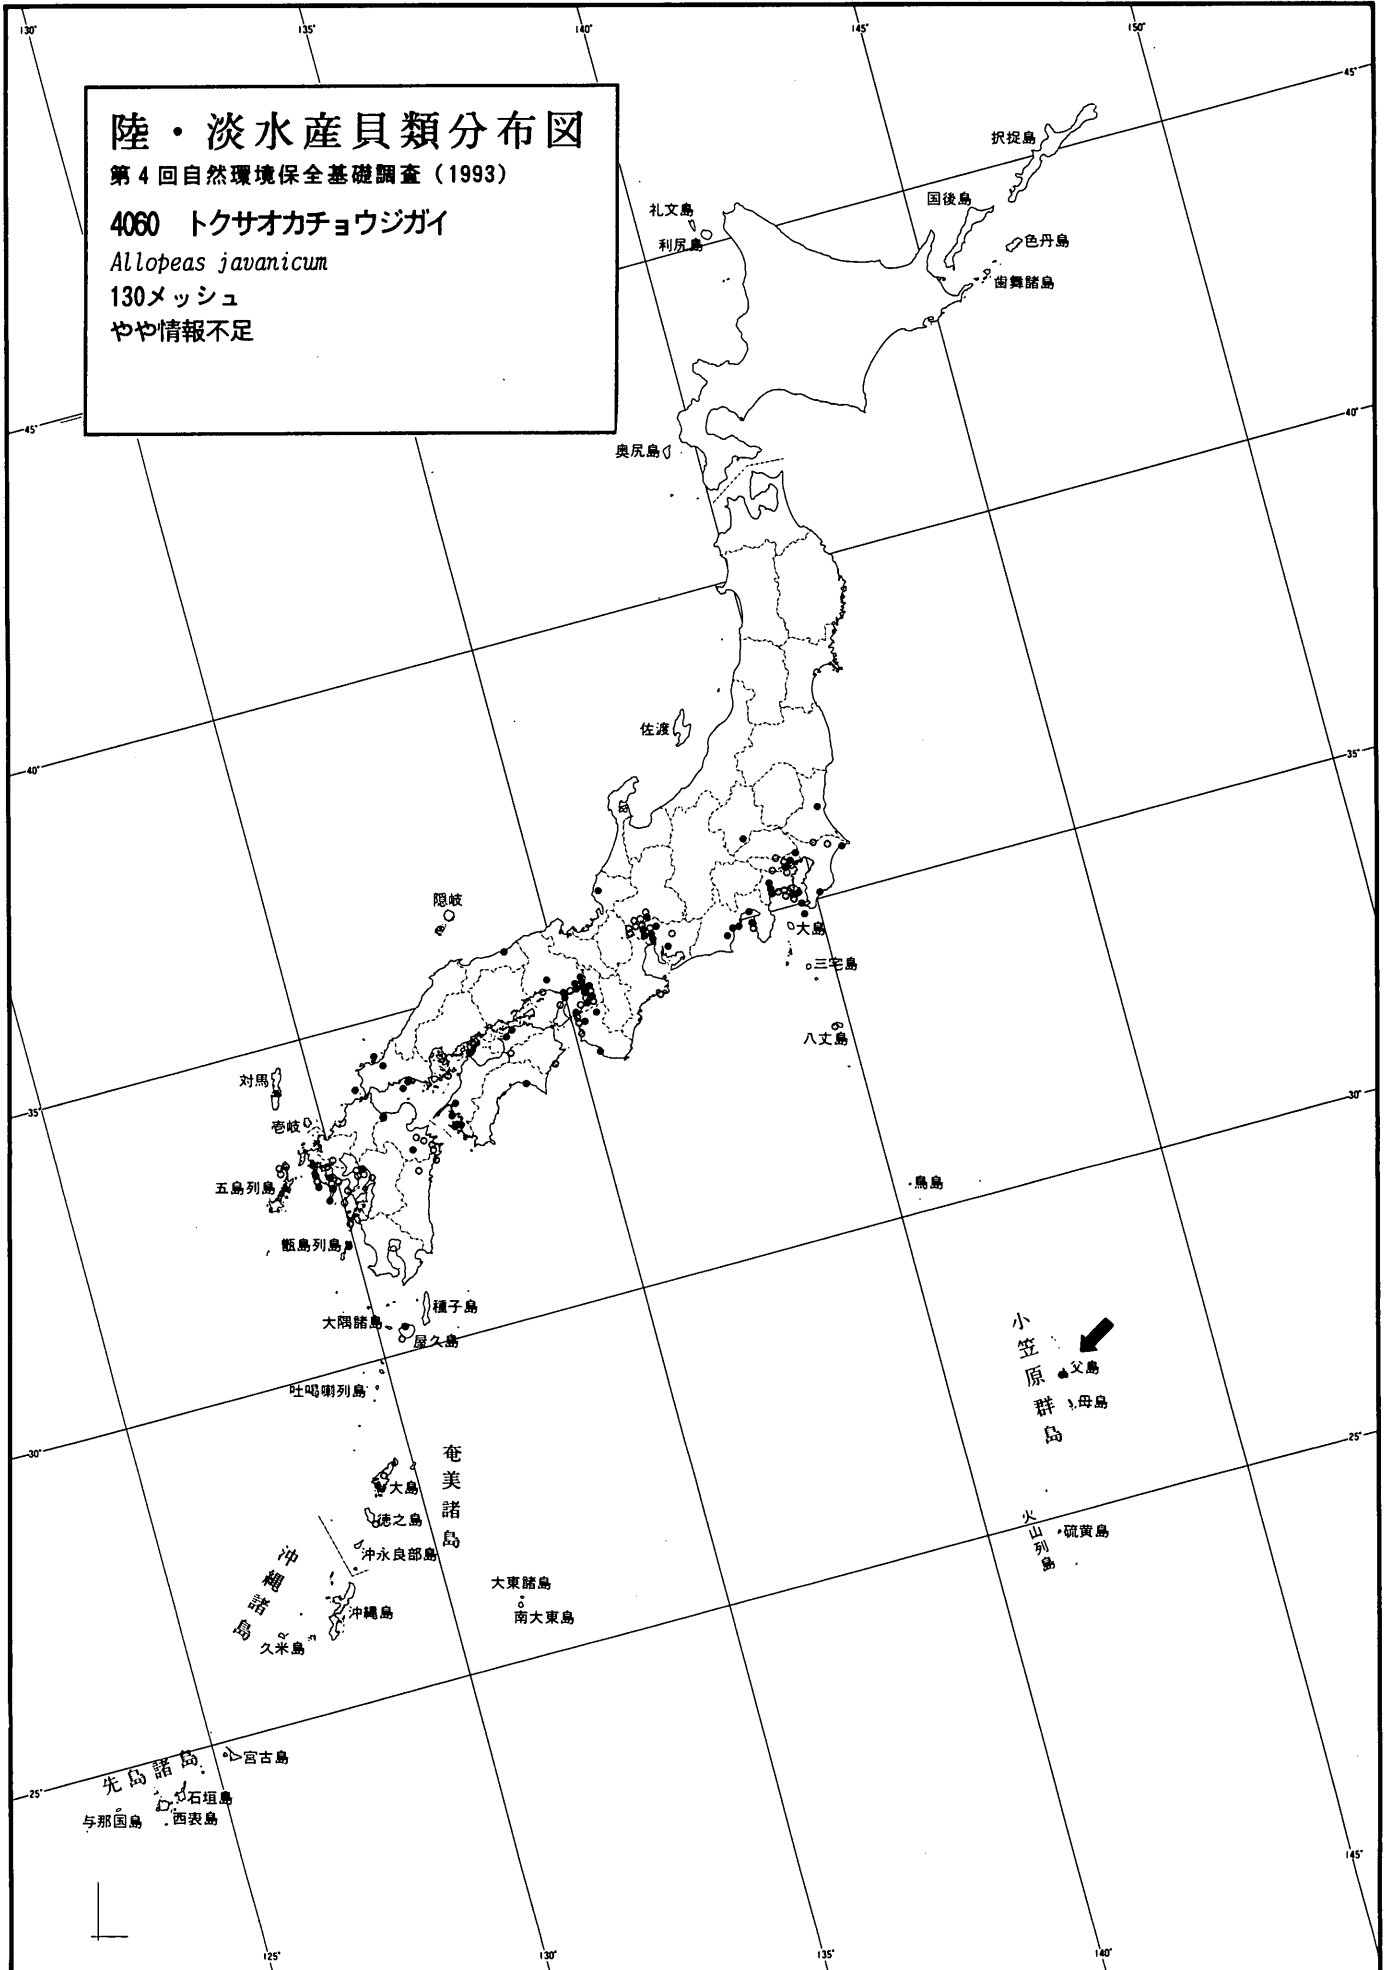 130°
135°
140°
145°
150°
陸・淡水産貝類分布図
第4回自然環境保全基礎調査（1993）
4060　トクサオカチョウジガイ
Allopeas javanicum
130メッシュ
やや情報不足
45°
択捉島
国後島
礼文島
利尻島
色丹島
歯舞諸島
45°
40°
奥尻島
佐渡
40°
35°
隠岐
大島
三宅島
八丈島
対馬
35°
壱岐
30°
五島列島
鳥島
甑島列島
種子島
大隅諸島
屋久島
小笠原群島
父島
吐噶喇列島
母島
30°
25°
奄美諸島
大島
徳之島
沖永良部島
火山列島
硫黄島
沖縄諸島
大東諸島
沖縄島
南大東島
久米島
先島諸島
宮古島
25°
石垣島
与那国島
西表島
145°
125°
130°
135°
140°